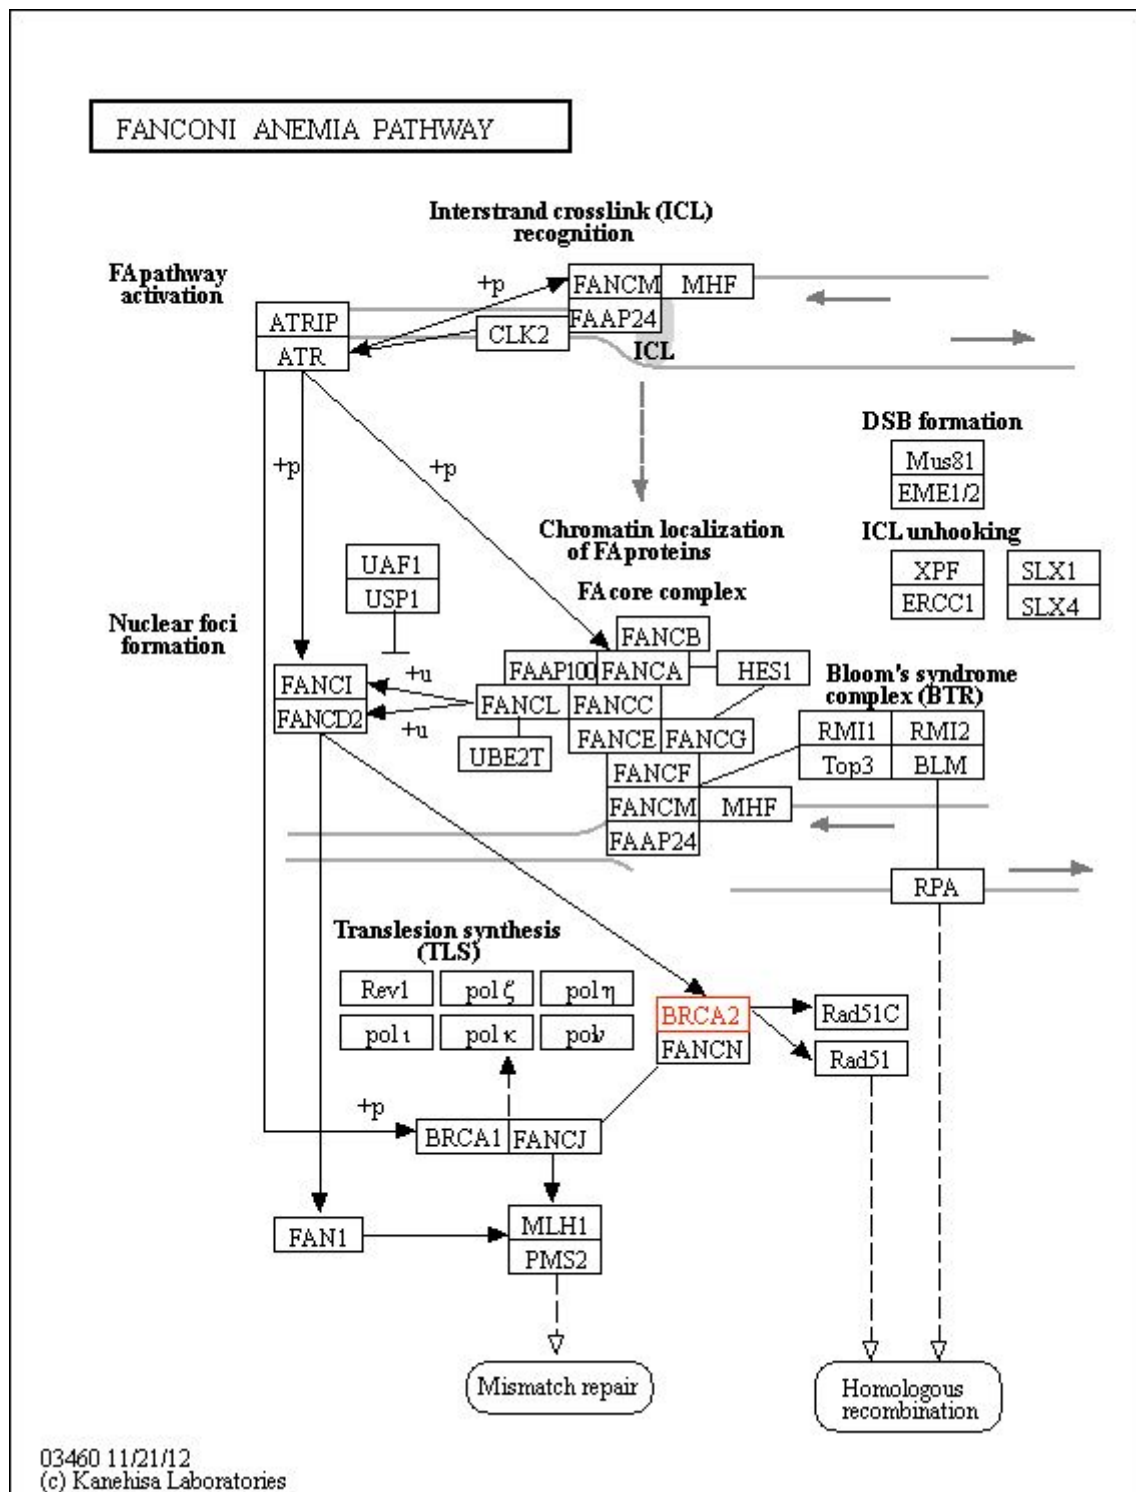 FANCONI ANEMIA PATHWAY
Interstrand crosslink (ICL)
recognition
FA pathway
activation
+p
FANCM
MHF
ATRIP
FAAP24
CLK2
ATR
ICL
DSB formation
Mus81
EME1/2
+p
+p
Chromatin localization
of FA proteins
ICL unhooking
UAF1
XPF
SLX1
USP1
FA core complex
ERCC1
SLX4
Nuclear foci
formation
FANCB
FAAP100
FANCA
HES1
Bloom's syndrome
complex (BTR)
FANCI
+u
FANCL
FANCC
FANCD2
+u
FANCE
FANCG
RMI1
RMI2
UBE2T
FANCF
Top3
BLM
FANCM
MHF
FAAP24
RPA
Translesion synthesis
(TLS)
Rev1
pol ζ
pol η
BRCA2
Rad51C
pol ι
pol κ
pol ν
FANCN
Rad51
+p
BRCA1
FANCJ
FAN1
MLH1
PMS2
Mismatch repair
Homologous
recombination
03460 11/21/12
(c) Kanehisa Laboratories